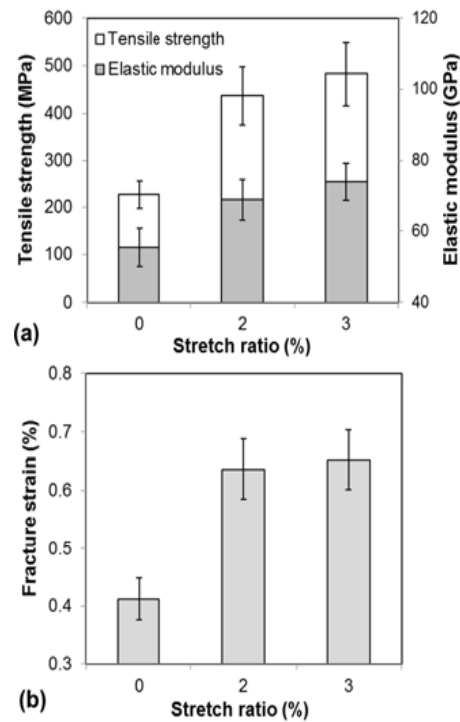 600
500
400
300
200
100
0
Tensile strength (MPa)
Tensile strength
Elastic modulus
120
100
80
60
40
Elastic modulus (GPa)
0 2 3
Stretch ratio (%)
(a)
0.8
0.7
0.6
0.5
0.4
0.3
Fracture strain (%)
0 2 3
Stretch ratio (%)
(b)